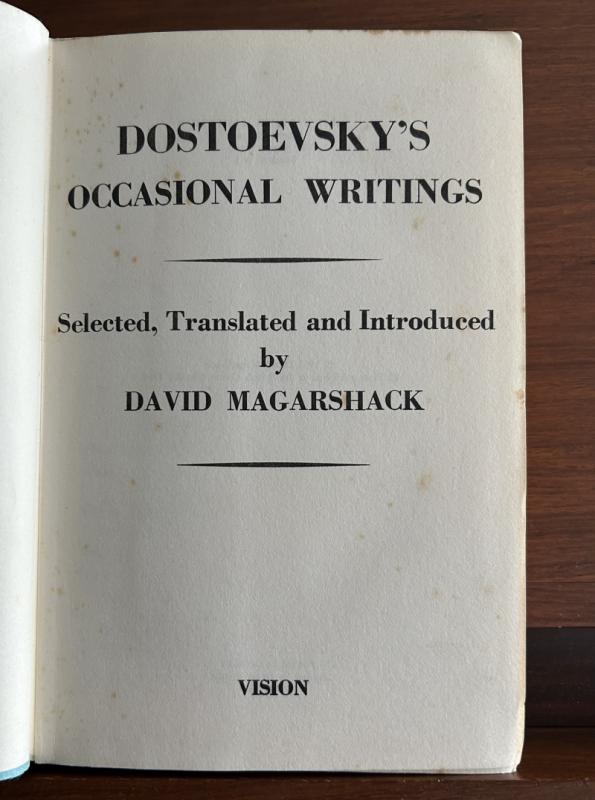 DOSTOEVSKY'S
OCCASIONAL WRITINGS
Selected, Translated and Introduced
by
DAVID MAGARSHACK
VISION